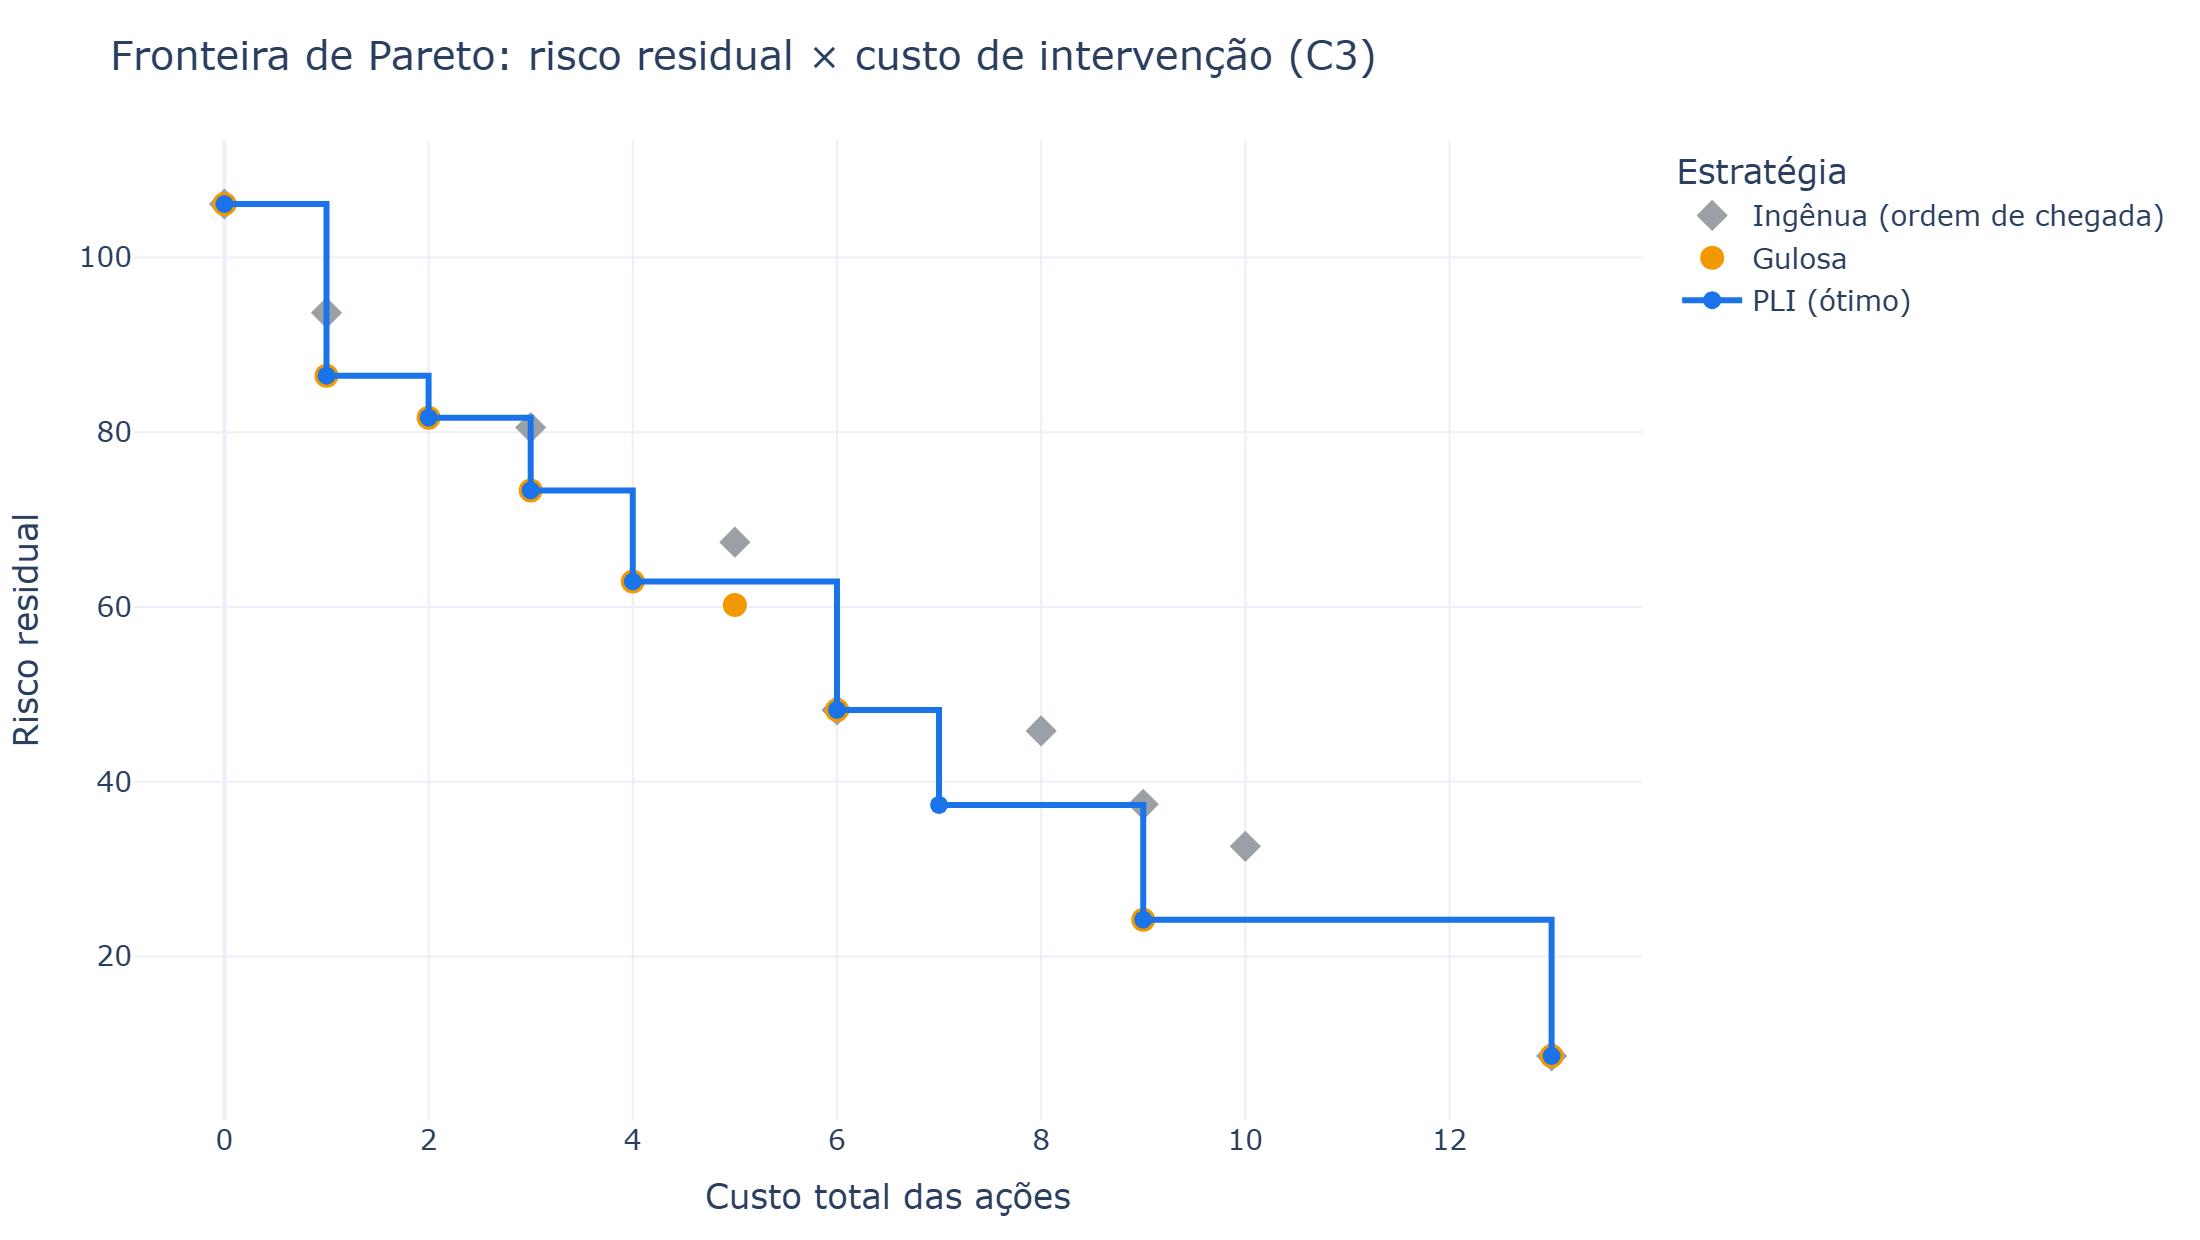 Fronteira de Pareto: risco residual × custo de intervenção (C3)
Estratégia
Ingênua (ordem de chegada)
Gulosa
PLI (ótimo)
Risco residual
100
80
60
40
20
0 2 4 6 8 10 12
Custo total das ações